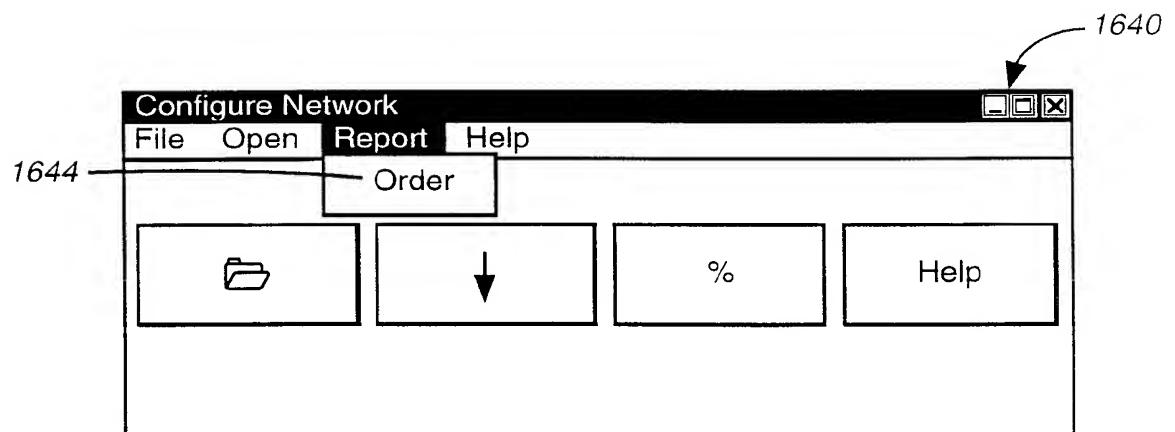 1640
Configure Network
File Open Report Help
1644 Order
% Help